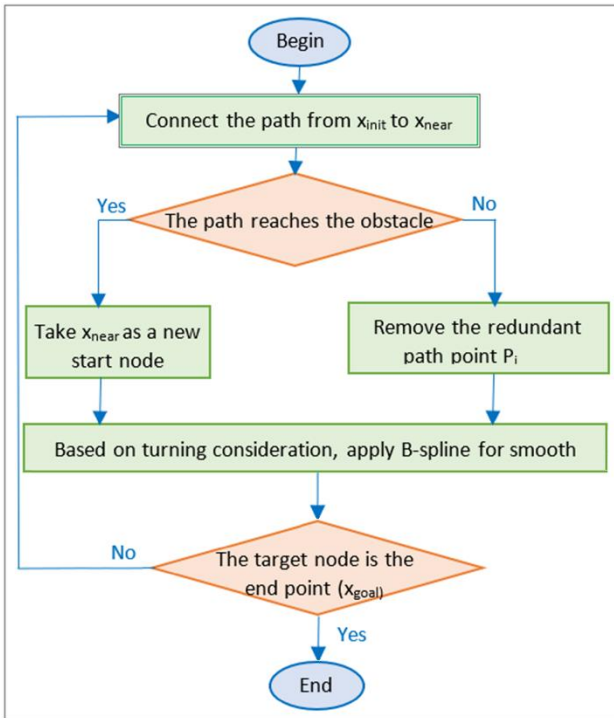 Begin
Connect the path from xinit to xnear
Yes
No
The path reaches the obstacle
Take xnear as a new
start node
Remove the redundant
path point Pi
Based on turning consideration, apply B-spline for smooth
No
The target node is the
end point (xgoal)
Yes
End